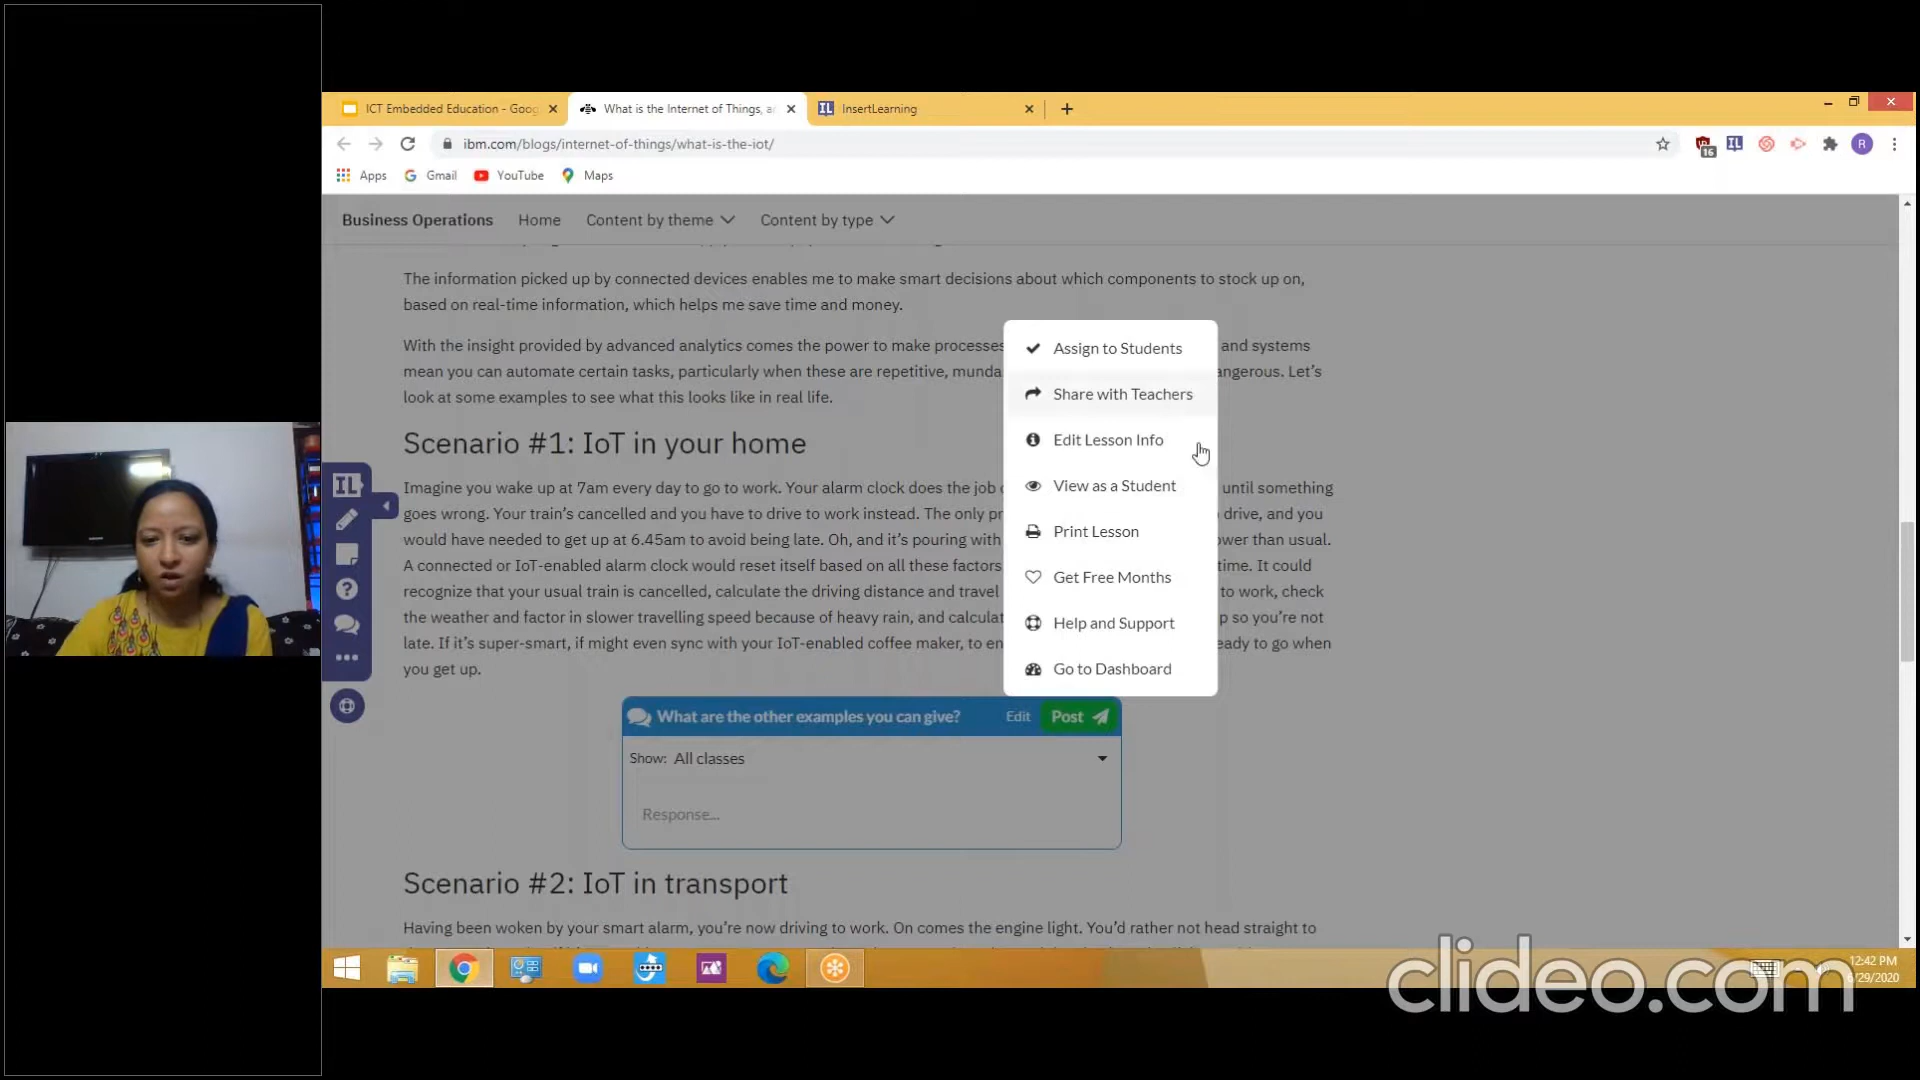 ICT Embedded Education - Goog
What is the Internet of Things, a
InsertLearning
ibm.com/blogs/internet-of-things/what-is-the-iot/
16
IL
R
Apps
Gmail
YouTube
Maps
Business Operations
Home
Content by theme
Content by type
The information picked up by connected devices enables me to make smart decisions about which components to stock up on,
based on real-time information, which helps me save time and money.
With the insight provided by advanced analytics comes the power to make processes and systems
mean you can automate certain tasks, particularly when these are repetitive, munda angerous. Let's
look at some examples to see what this looks like in real life.
Assign to Students
Share with Teachers
Edit Lesson Info
View as a Student
Print Lesson
Get Free Months
Help and Support
Go to Dashboard
Scenario #1: IoT in your home
IL
Imagine you wake up at 7am every day to go to work. Your alarm clock does the job until something
goes wrong. Your train's cancelled and you have to drive to work instead. The only pr drive, and you
would have needed to get up at 6.45am to avoid being late. Oh, and it's pouring with ower than usual.
A connected or IoT-enabled alarm clock would reset itself based on all these factors time. It could
recognize that your usual train is cancelled, calculate the driving distance and travel to work, check
the weather and factor in slower travelling speed because of heavy rain, and calcula p so you're not
late. If it's super-smart, if might even sync with your IoT-enabled coffee maker, to en eady to go when
you get up.
What are the other examples you can give?
Edit
Post
Show: All classes
Response...
Scenario #2: IoT in transport
Having been woken by your smart alarm, you're now driving to work. On comes the engine light. You'd rather not head straight to
12:42 PM
6/29/2020
clideo.com